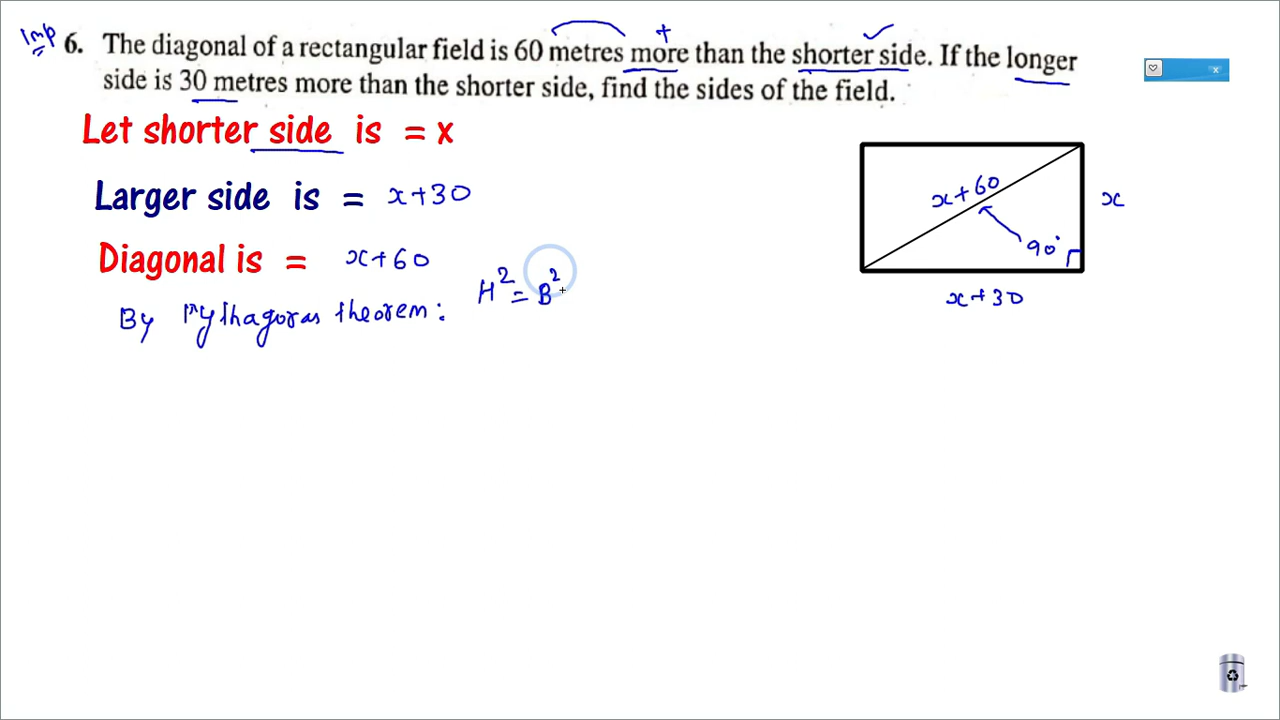 Imp 6. The diagonal of a rectangular field is 60 metres more than the shorter side. If the longer
side is 30 metres more than the shorter side, find the sides of the field.
Let shorter side is = x
Larger side is = x+30
Diagonal is = x+60
By Pythagoras theorem: H² = B²
x+60
x
90°
x+30